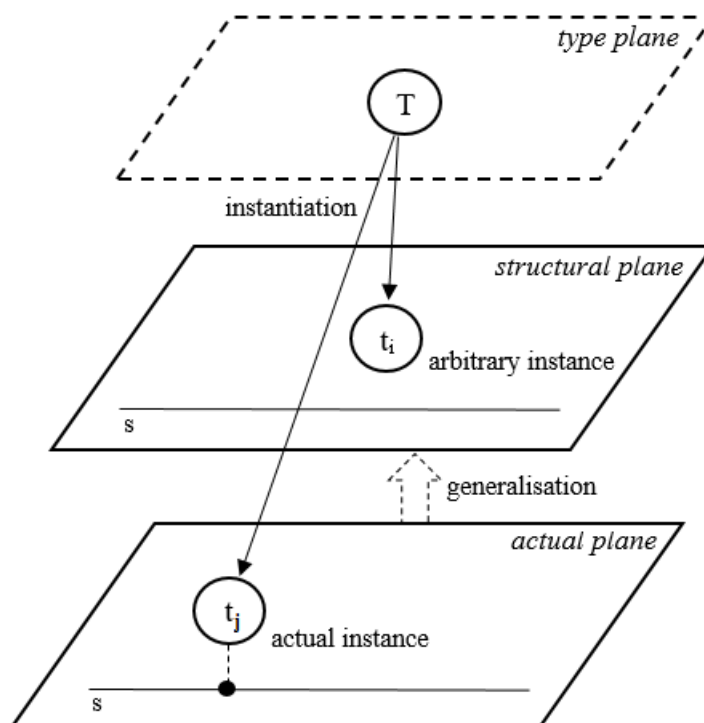 type plane
T
instantiation
structural plane
tᵢ
arbitrary instance
s
generalisation
actual plane
tⱼ
actual instance
s